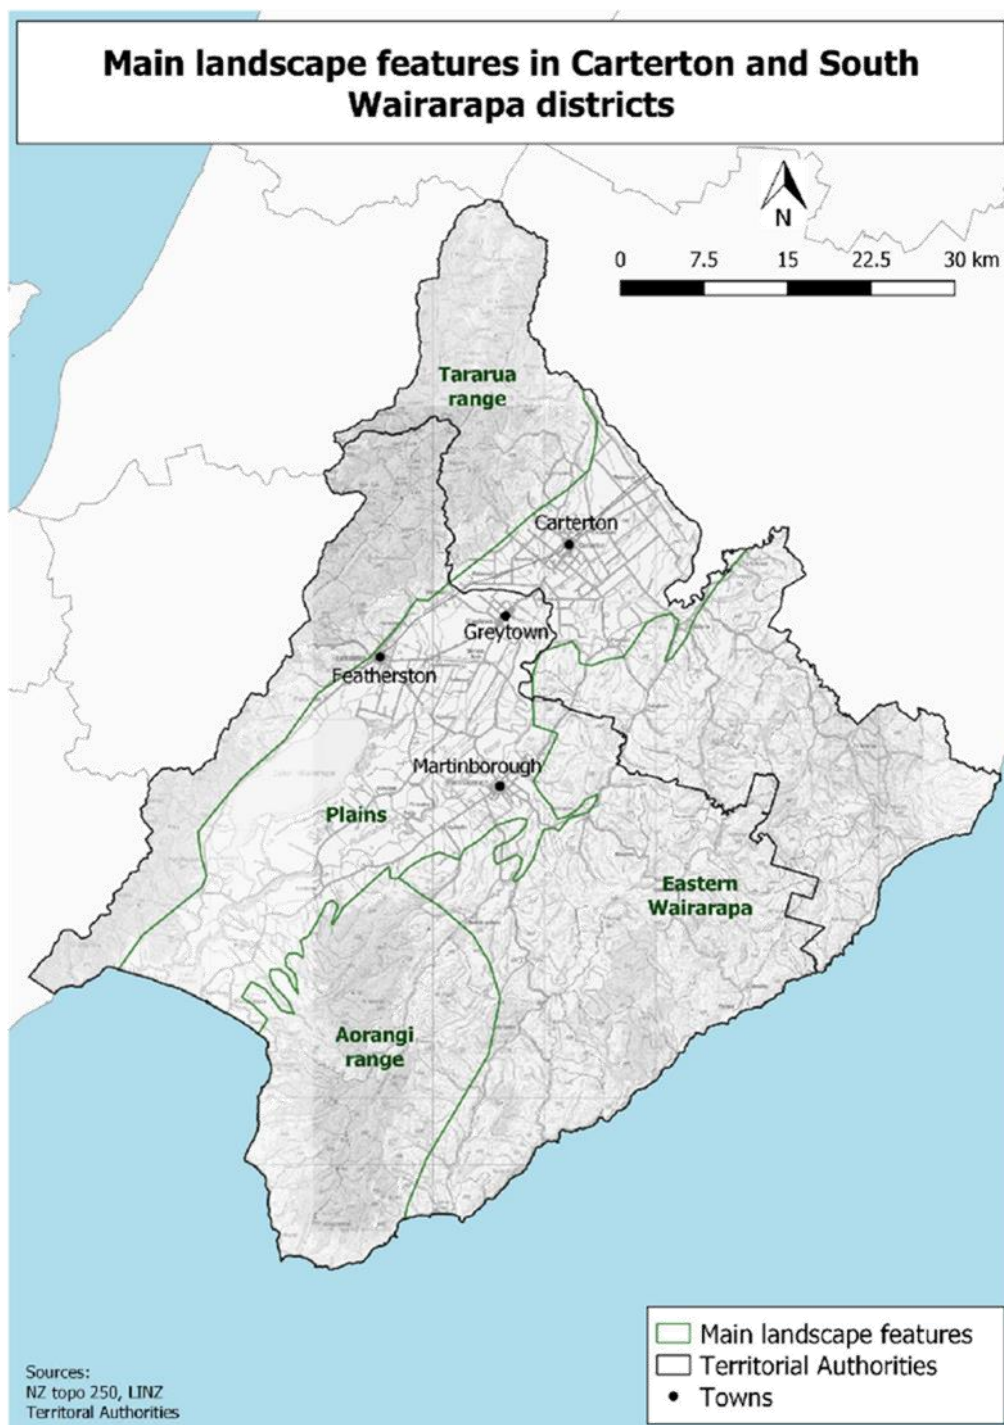 Main landscape features in Carterton and South
Wairarapa districts
N
0 7.5 15 22.5 30 km
Tararua
range
Carterton
Greytown
Featherston
Martinborough
Plains
Eastern
Wairarapa
Aorangi
range
Main landscape features
Territorial Authorities
Towns
Sources:
NZ topo 250, LINZ
Territoral Authorities